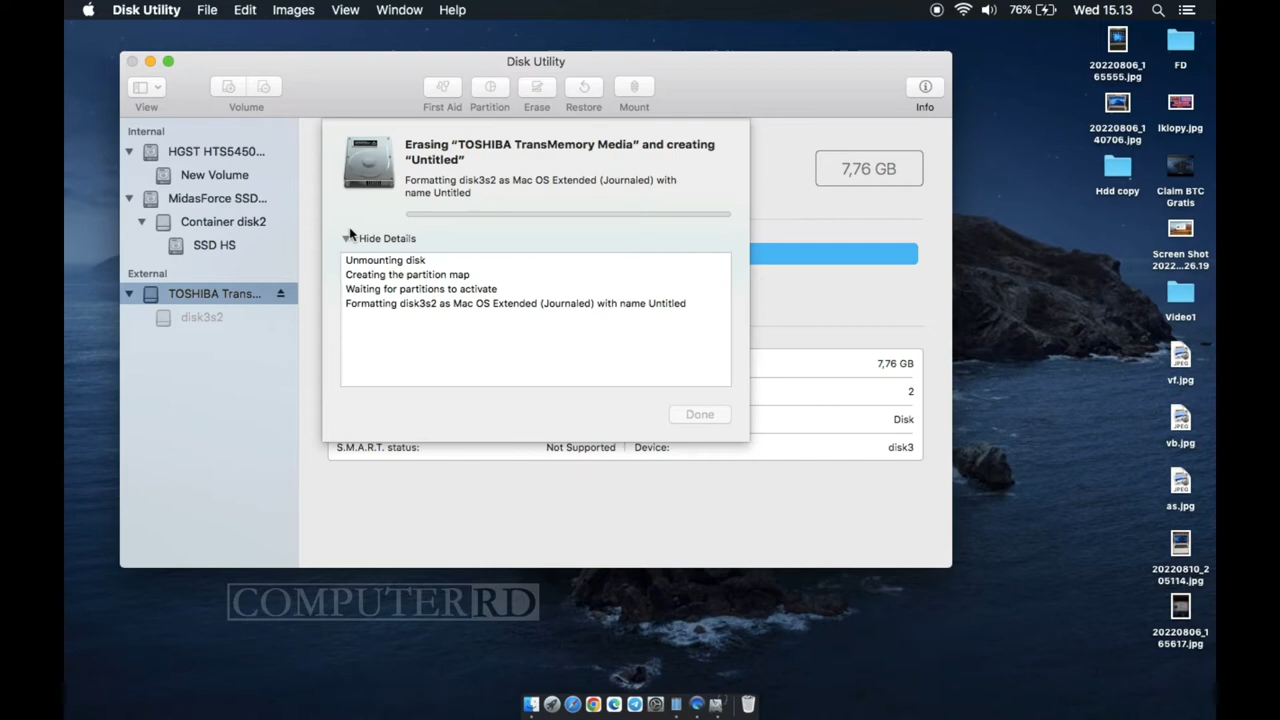 Disk Utility File Edit Images View Window Help 76% Wed 15.13
Disk Utility
View Volume First Aid Partition Erase Restore Mount Info
Internal
HGST HTS5450...
New Volume
MidasForce SSD...
Container disk2
SSD HS
External
TOSHIBA Trans...
disk3s2
Erasing “TOSHIBA TransMemory Media” and creating
“Untitled”
Formatting disk3s2 as Mac OS Extended (Journaled) with
name Untitled
Hide Details
Unmounting disk
Creating the partition map
Waiting for partitions to activate
Formatting disk3s2 as Mac OS Extended (Journaled) with name Untitled
Done
7,76 GB
7,76 GB
2
Disk
S.M.A.R.T. status: Not Supported Device: disk3
20220806_1
65555.jpg
FD
20220806_1
40706.jpg
Iklopy.jpg
Hdd copy
Claim BTC
Gratis
Screen Shot
2022...26.19
Video1
JPEG
vf.jpg
JPEG
vb.jpg
JPEG
as.jpg
20220810_2
05114.jpg
20220806_1
65617.jpg
COMPUTERRD